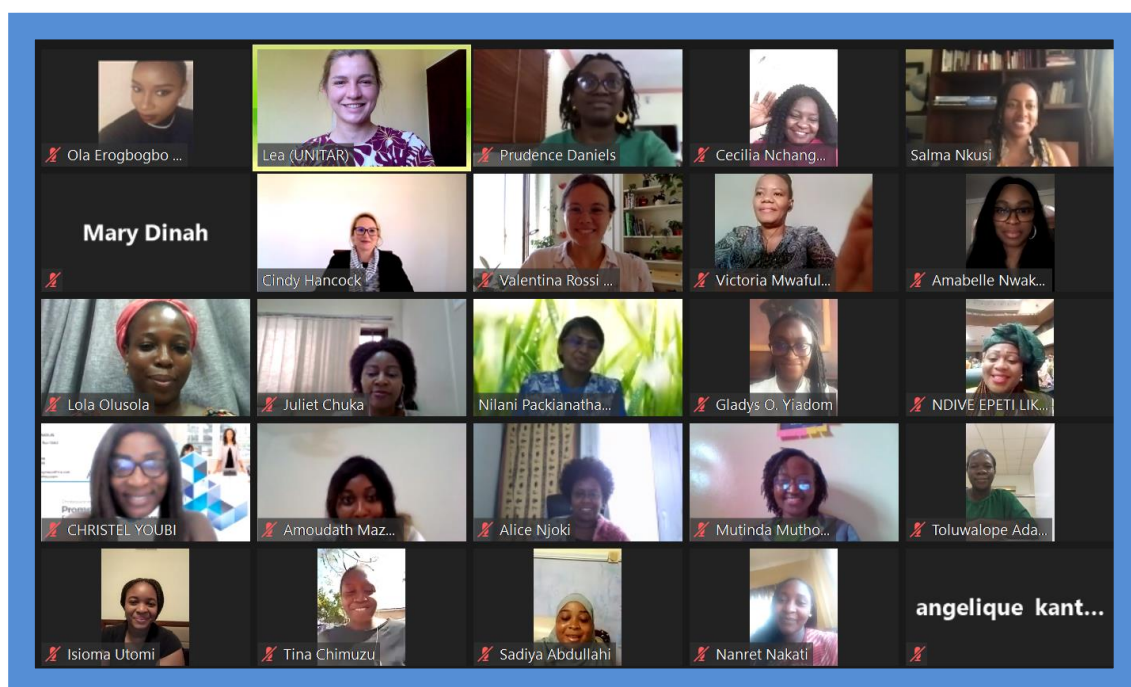 Ola Erogbogbo ...
Lea (UNITAR)
Prudence Daniels
Cecilia Nchang...
Salma Nkusi
Mary Dinah
Cindy Hancock
Valentina Rossi ...
Victoria Mwaful...
Amabelle Nwak...
Lola Olusola
Juliet Chuka
Nilani Packianatha...
Gladys O. Yiadom
NDIVE EPETI LIK...
Promo
CHRISTEL YOUBI
Amoudath Maz...
Alice Njoki
Mutinda Mutho...
Toluwalope Ada...
Isioma Utomi
Tina Chimuzu
Sadiya Abdullahi
Nanret Nakati
angelique kant...